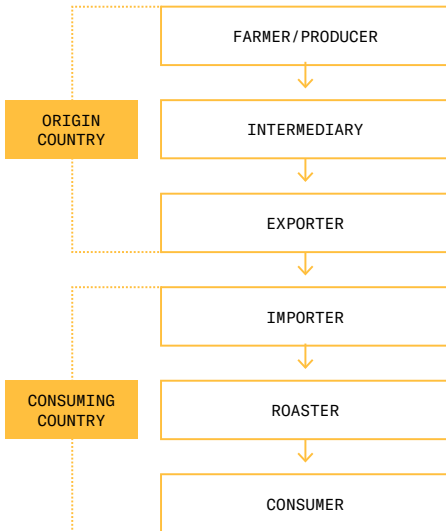 FARMER/PRODUCER
ORIGIN
COUNTRY
INTERMEDIARY
EXPORTER
IMPORTER
CONSUMING
COUNTRY
ROASTER
CONSUMER